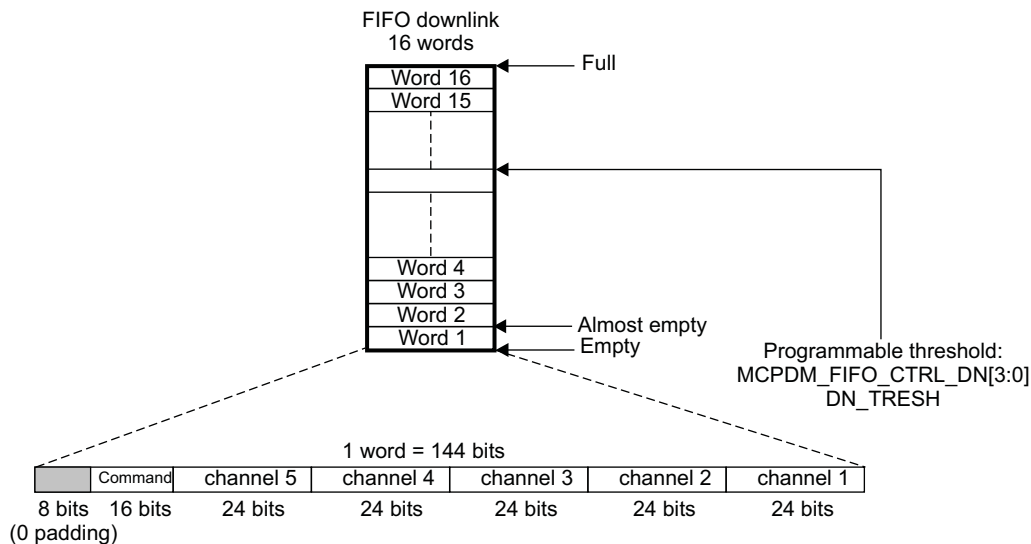 FIFO downlink
16 words
Full
Word 16
Word 15
Word 4
Word 3
Word 2
Almost empty
Word 1
Empty
Programmable threshold:
MCPDM_FIFO_CTRL_DN[3:0]
DN_TRESH
1 word = 144 bits
Command channel 5 channel 4 channel 3 channel 2 channel 1
8 bits 16 bits 24 bits 24 bits 24 bits 24 bits 24 bits
(0 padding)